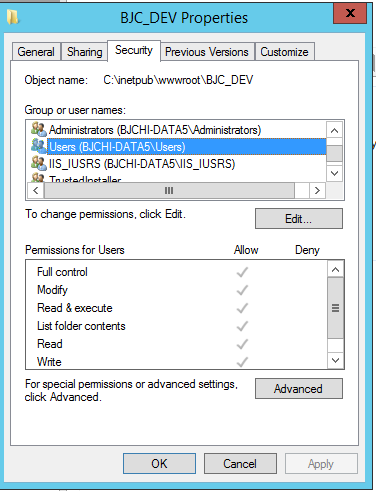 BJC_DEV Properties
General Sharing Security Previous Versions Customize
Object name: C:\inetpub\wwwroot\BJC_DEV
Group or user names:
Administrators (BJCHI-DATA5\Administrators)
Users (BJCHI-DATA5\Users)
IIS_IUSRS (BJCHI-DATA5\IIS_IUSRS)
TrustedInstaller
To change permissions, click Edit.
Edit...
Permissions for Users Allow Deny
Full control
Modify
Read & execute
List folder contents
Read
Write
For special permissions or advanced settings,
click Advanced.
Advanced
OK Cancel Apply